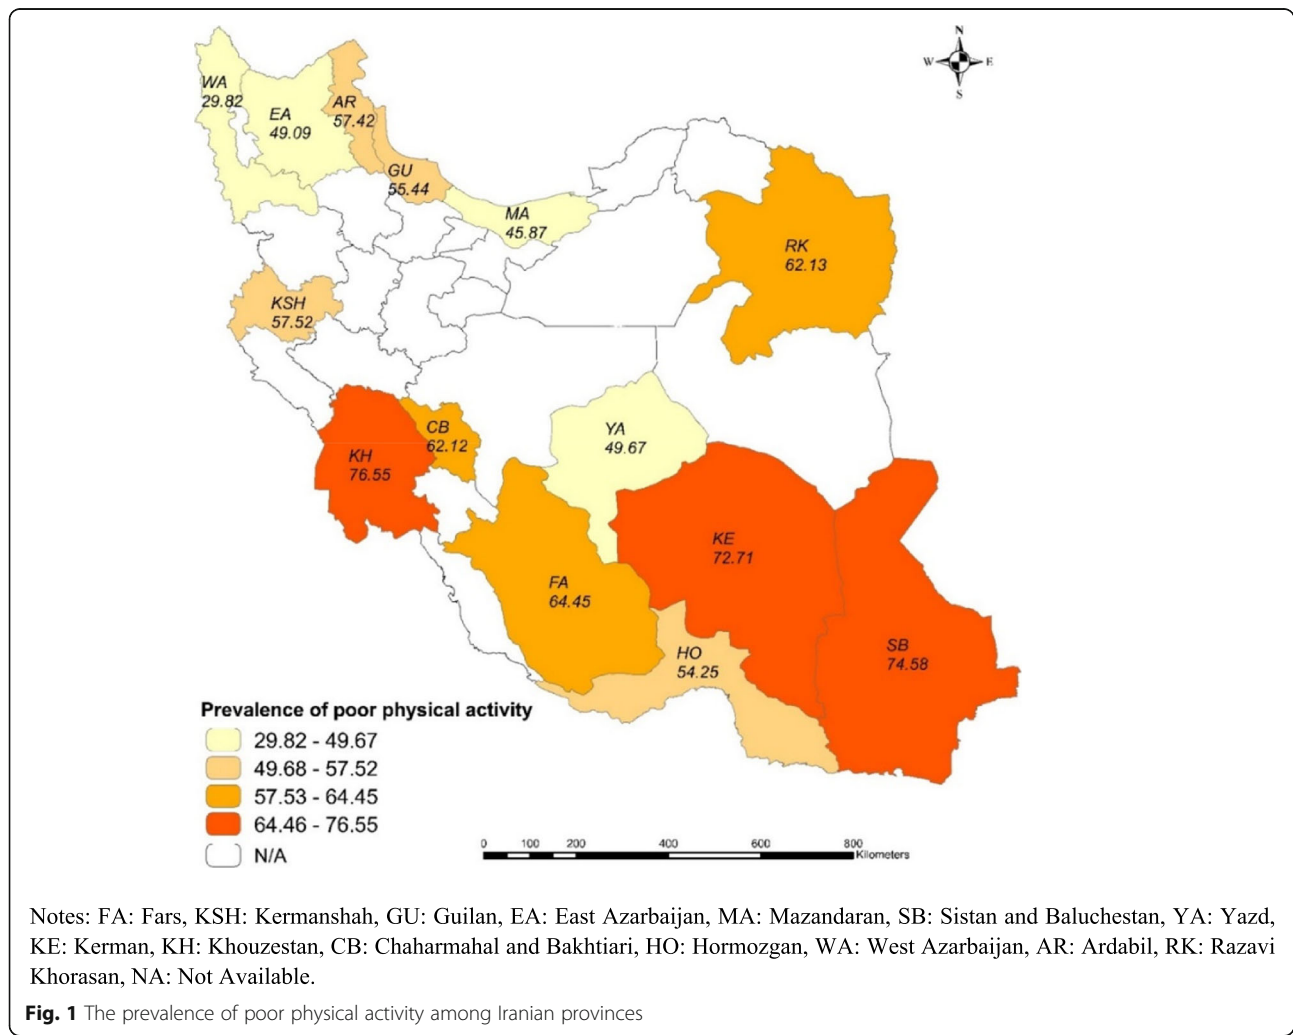 N
W E
S
WA
29.82
EA
49.09
AR
57.42
GU
55.44
MA
45.87
RK
62.13
KSH
57.52
CB
62.12
KH
76.55
YA
49.67
KE
72.71
FA
64.45
HO
54.25
SB
74.58
Prevalence of poor physical activity
29.82 - 49.67
49.68 - 57.52
57.53 - 64.45
64.46 - 76.55
N/A
0 100 200 400 600 800
Kilometers
Notes: FA: Fars, KSH: Kermanshah, GU: Guilan, EA: East Azarbaijan, MA: Mazandaran, SB: Sistan and Baluchestan, YA: Yazd,
KE: Kerman, KH: Khouzestan, CB: Chaharmahal and Bakhtiari, HO: Hormozgan, WA: West Azarbaijan, AR: Ardabil, RK: Razavi
Khorasan, NA: Not Available.
Fig. 1 The prevalence of poor physical activity among Iranian provinces